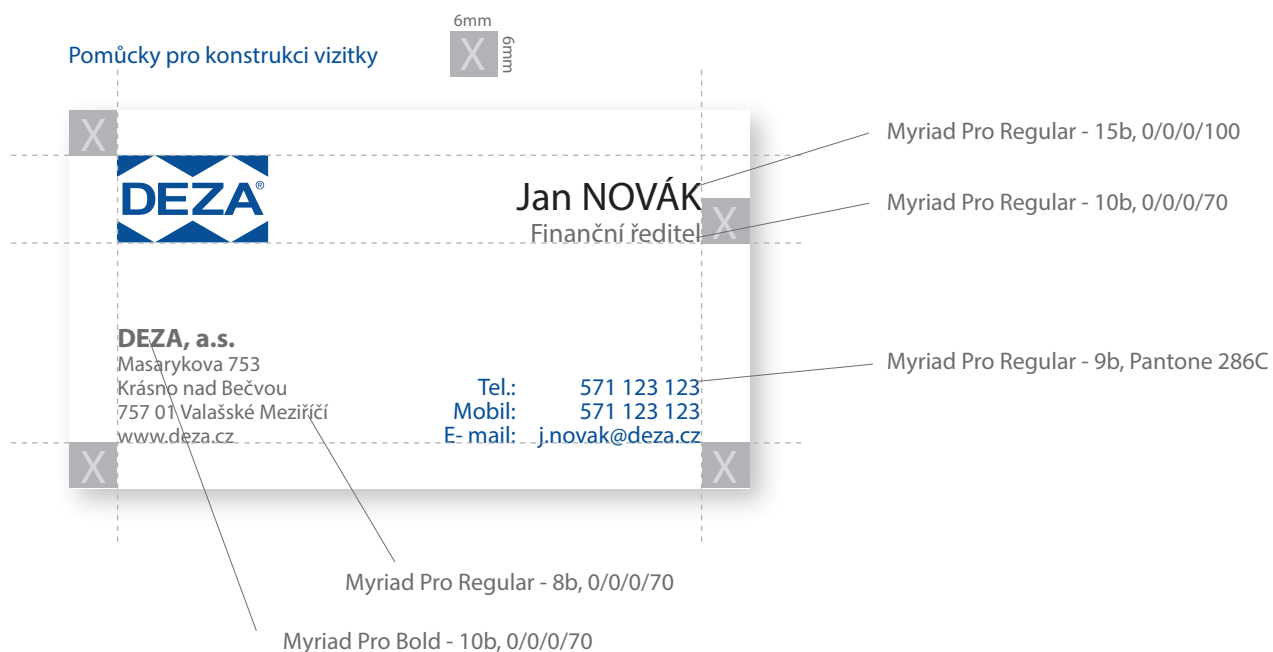 6mm
Pomůcky pro konstrukci vizitky
X
6mm
X
Myriad Pro Regular - 15b, 0/0/0/100
DEZA®
Jan NOVÁK
Myriad Pro Regular - 10b, 0/0/0/70
X
Finanční ředitel
DEZA, a.s.
Masarykova 753
Krásno nad Bečvou
757 01 Valašské Meziříčí
www.deza.cz
Myriad Pro Regular - 9b, Pantone 286C
Tel.: 571 123 123
Mobil: 571 123 123
E- mail: j.novak@deza.cz
X
X
Myriad Pro Regular - 8b, 0/0/0/70
Myriad Pro Bold - 10b, 0/0/0/70